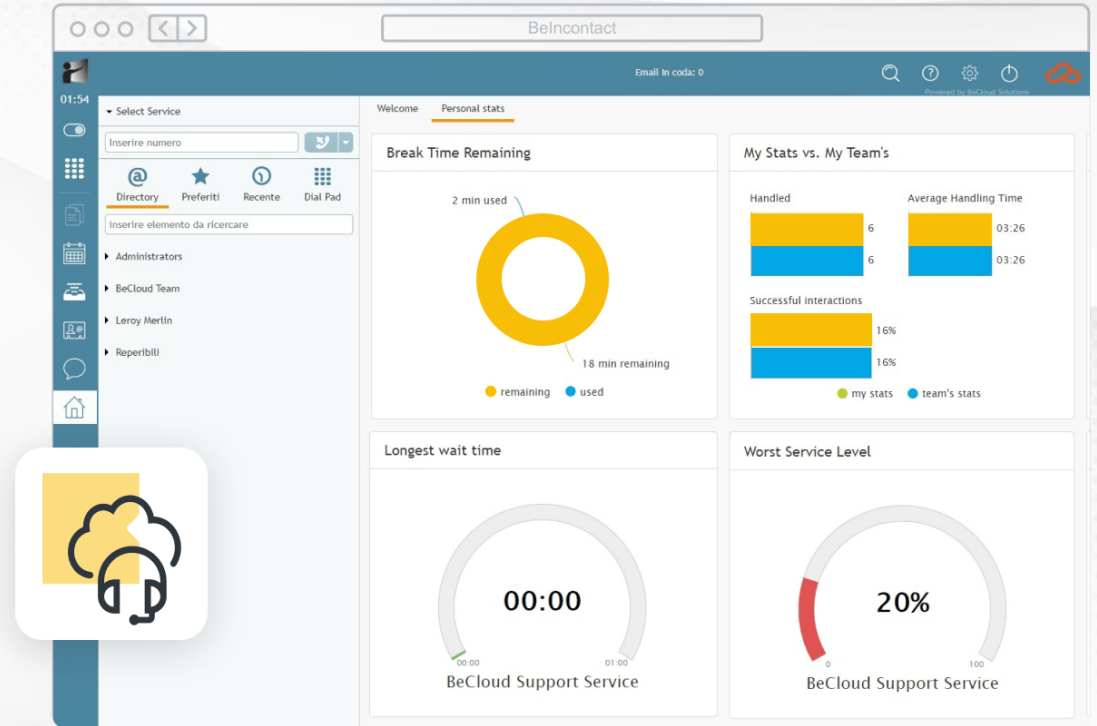 BeIncontact
Email In coda: 0
Powered by BeCloud Solutions
01:54
Select Service
Inserire numero
Directory Preferiti Recente Dial Pad
Inserire elemento da ricercare
Administrators
BeCloud Team
Leroy Merlin
Reperibili
Welcome Personal stats
Break Time Remaining
2 min used
18 min remaining
remaining used
My Stats vs. My Team's
Handled Average Handling Time
6 03:26
6 03:26
Successful interactions
16%
16%
my stats team's stats
Longest wait time
00:00
00:00 01:00
BeCloud Support Service
Worst Service Level
20%
0 100
BeCloud Support Service